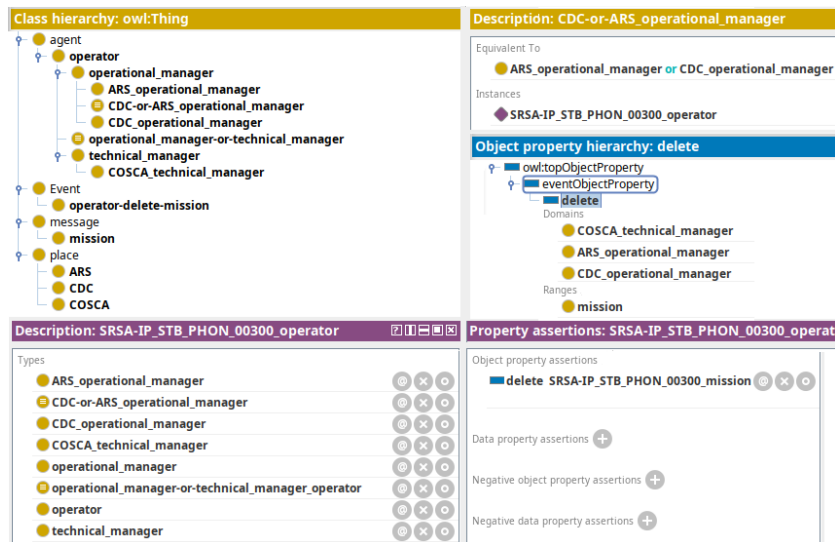 Class hierarchy: owl:Thing
agent
operator
operational_manager
ARS_operational_manager
CDC-or-ARS_operational_manager
CDC_operational_manager
operational_manager-or-technical_manager
technical_manager
COSCA_technical_manager
Event
operator-delete-mission
message
mission
place
ARS
CDC
COSCA
Description: CDC-or-ARS_operational_manager
Equivalent To
ARS_operational_manager or CDC_operational_manager
Instances
SRSA-IP_STB_PHON_00300_operator
Object property hierarchy: delete
owl:topObjectProperty
eventObjectProperty
delete
Domains
COSCA_technical_manager
ARS_operational_manager
CDC_operational_manager
Ranges
mission
Description: SRSA-IP_STB_PHON_00300_operator
Types
ARS_operational_manager
CDC-or-ARS_operational_manager
CDC_operational_manager
COSCA_technical_manager
operational_manager
operational_manager-or-technical_manager_operator
operator
technical_manager
Property assertions: SRSA-IP_STB_PHON_00300_operat
Object property assertions
delete SRSA-IP_STB_PHON_00300_mission
Data property assertions
Negative object property assertions
Negative data property assertions